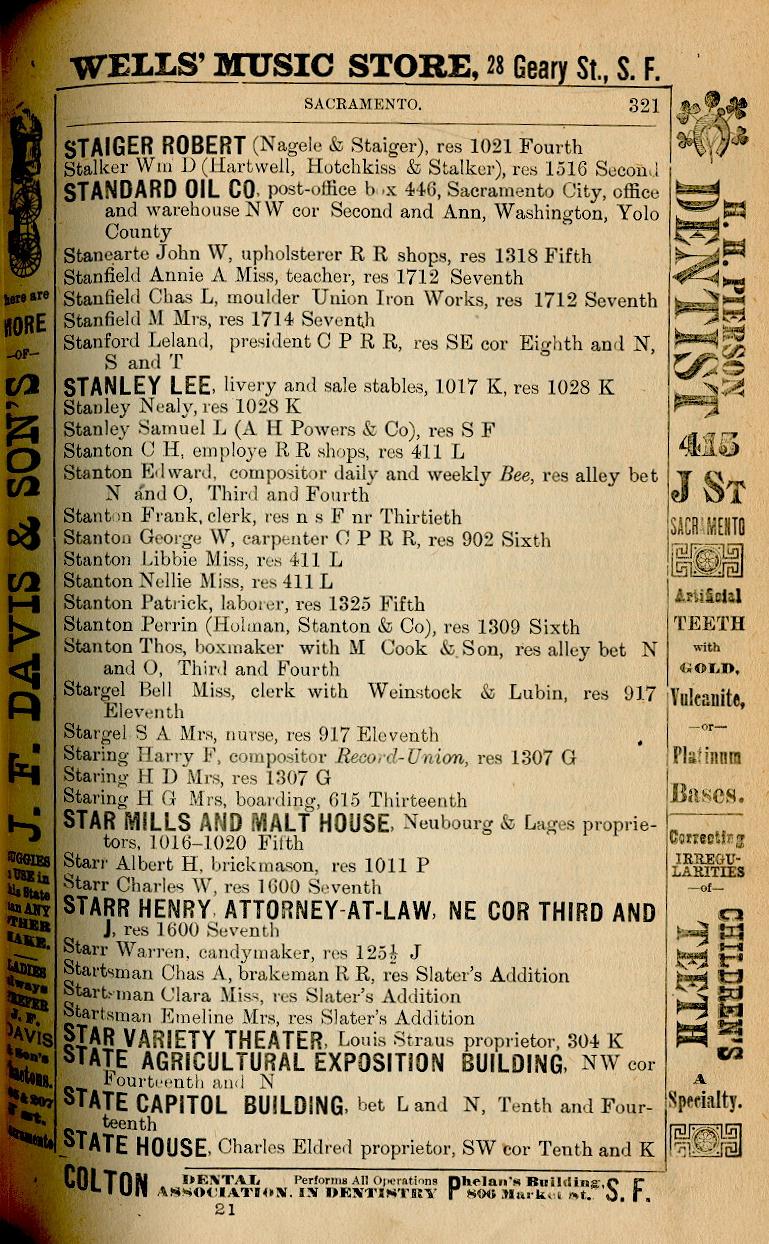 WELLS' MUSIC STORE, 28 Geary St., S. F.
SACRAMENTO. 321
STAIGER ROBERT (Nagele & Staiger), res 1021 Fourth
Stalker Wm D (Hartwell, Hotchkiss & Stalker), res 1516 Second
STANDARD OIL CO. post-office box 446, Sacramento City, office
and warehouse NW cor Second and Ann, Washington, Yolo
County
Stanearte John W, upholsterer R R shops, res 1318 Fifth
Stanfield Annie A Miss, teacher, res 1712 Seventh
Stanfield Chas L, moulder Union Iron Works, res 1712 Seventh
Stanfield M Mrs, res 1714 Seventh
Stanford Leland, president C P R R, res SE cor Eighth and N,
S and T
STANLEY LEE, livery and sale stables, 1017 K, res 1028 K
Stanley Nealy, res 1028 K
Stanley Samuel L (A H Powers & Co), res S F
Stanton C H, employe R R shops, res 411 L
Stanton Edward, compositor daily and weekly Bee, res alley bet
N and O, Third and Fourth
Stanton Frank, clerk, res n s F nr Thirtieth
Stanton George W, carpenter C P R R, res 902 Sixth
Stanton Libbie Miss, res 411 L
Stanton Nellie Miss, res 411 L
Stanton Patrick, laborer, res 1325 Fifth
Stanton Perrin (Holman, Stanton & Co), res 1309 Sixth
Stanton Thos, boxmaker with M Cook & Son, res alley bet N
and O, Third and Fourth
Stargel Bell Miss, clerk with Weinstock & Lubin, res 917
Eleventh
Stargel S A Mrs, nurse, res 917 Eleventh
Staring Harry F, compositor Record-Union, res 1307 G
Staring H D Mrs, res 1307 G
Staring H G Mrs, boarding, 615 Thirteenth
STAR MILLS AND MALT HOUSE, Neubourg & Lages proprie-
tors, 1016-1020 Fifth
Starr Albert H, brickmason, res 1011 P
Starr Charles W, res 1600 Seventh
STARR HENRY, ATTORNEY-AT-LAW, NE COR THIRD AND
J, res 1600 Seventh
Starr Warren, candymaker, res 125½ J
Startsman Chas A, brakeman R R, res Slater's Addition
Startsman Clara Miss, res Slater's Addition
Startsman Emeline Mrs, res Slater's Addition
STAR VARIETY THEATER, Louis Straus proprietor, 304 K
STATE AGRICULTURAL EXPOSITION BUILDING, NW cor
Fourteenth and N
STATE CAPITOL BUILDING, bet L and N, Tenth and Four-
teenth
STATE HOUSE, Charles Eldred proprietor, SW cor Tenth and K
COLTON DENTAL ASSOCIATION. Performs All Operations IN DENTISTRY Phelan's Building, 806 Market st. S. F.
21
here are
MORE
—OF—
J. F. DAVIS & SON'S
BUGGIES
USE in
his State
than ANY
OTHER
MAKE.
LADIES
always
PREFER
J. F.
DAVIS
& Son's
H. H. PIERSON
DENTIST
415
J ST
SACRAMENTO
Artificial
TEETH
with
GOLD,
Vulcanite,
—or—
Platinum
Bases.
Correcting
IRREGU-
LARITIES
—of—
CHILDREN'S
TEETH
A
Specialty.